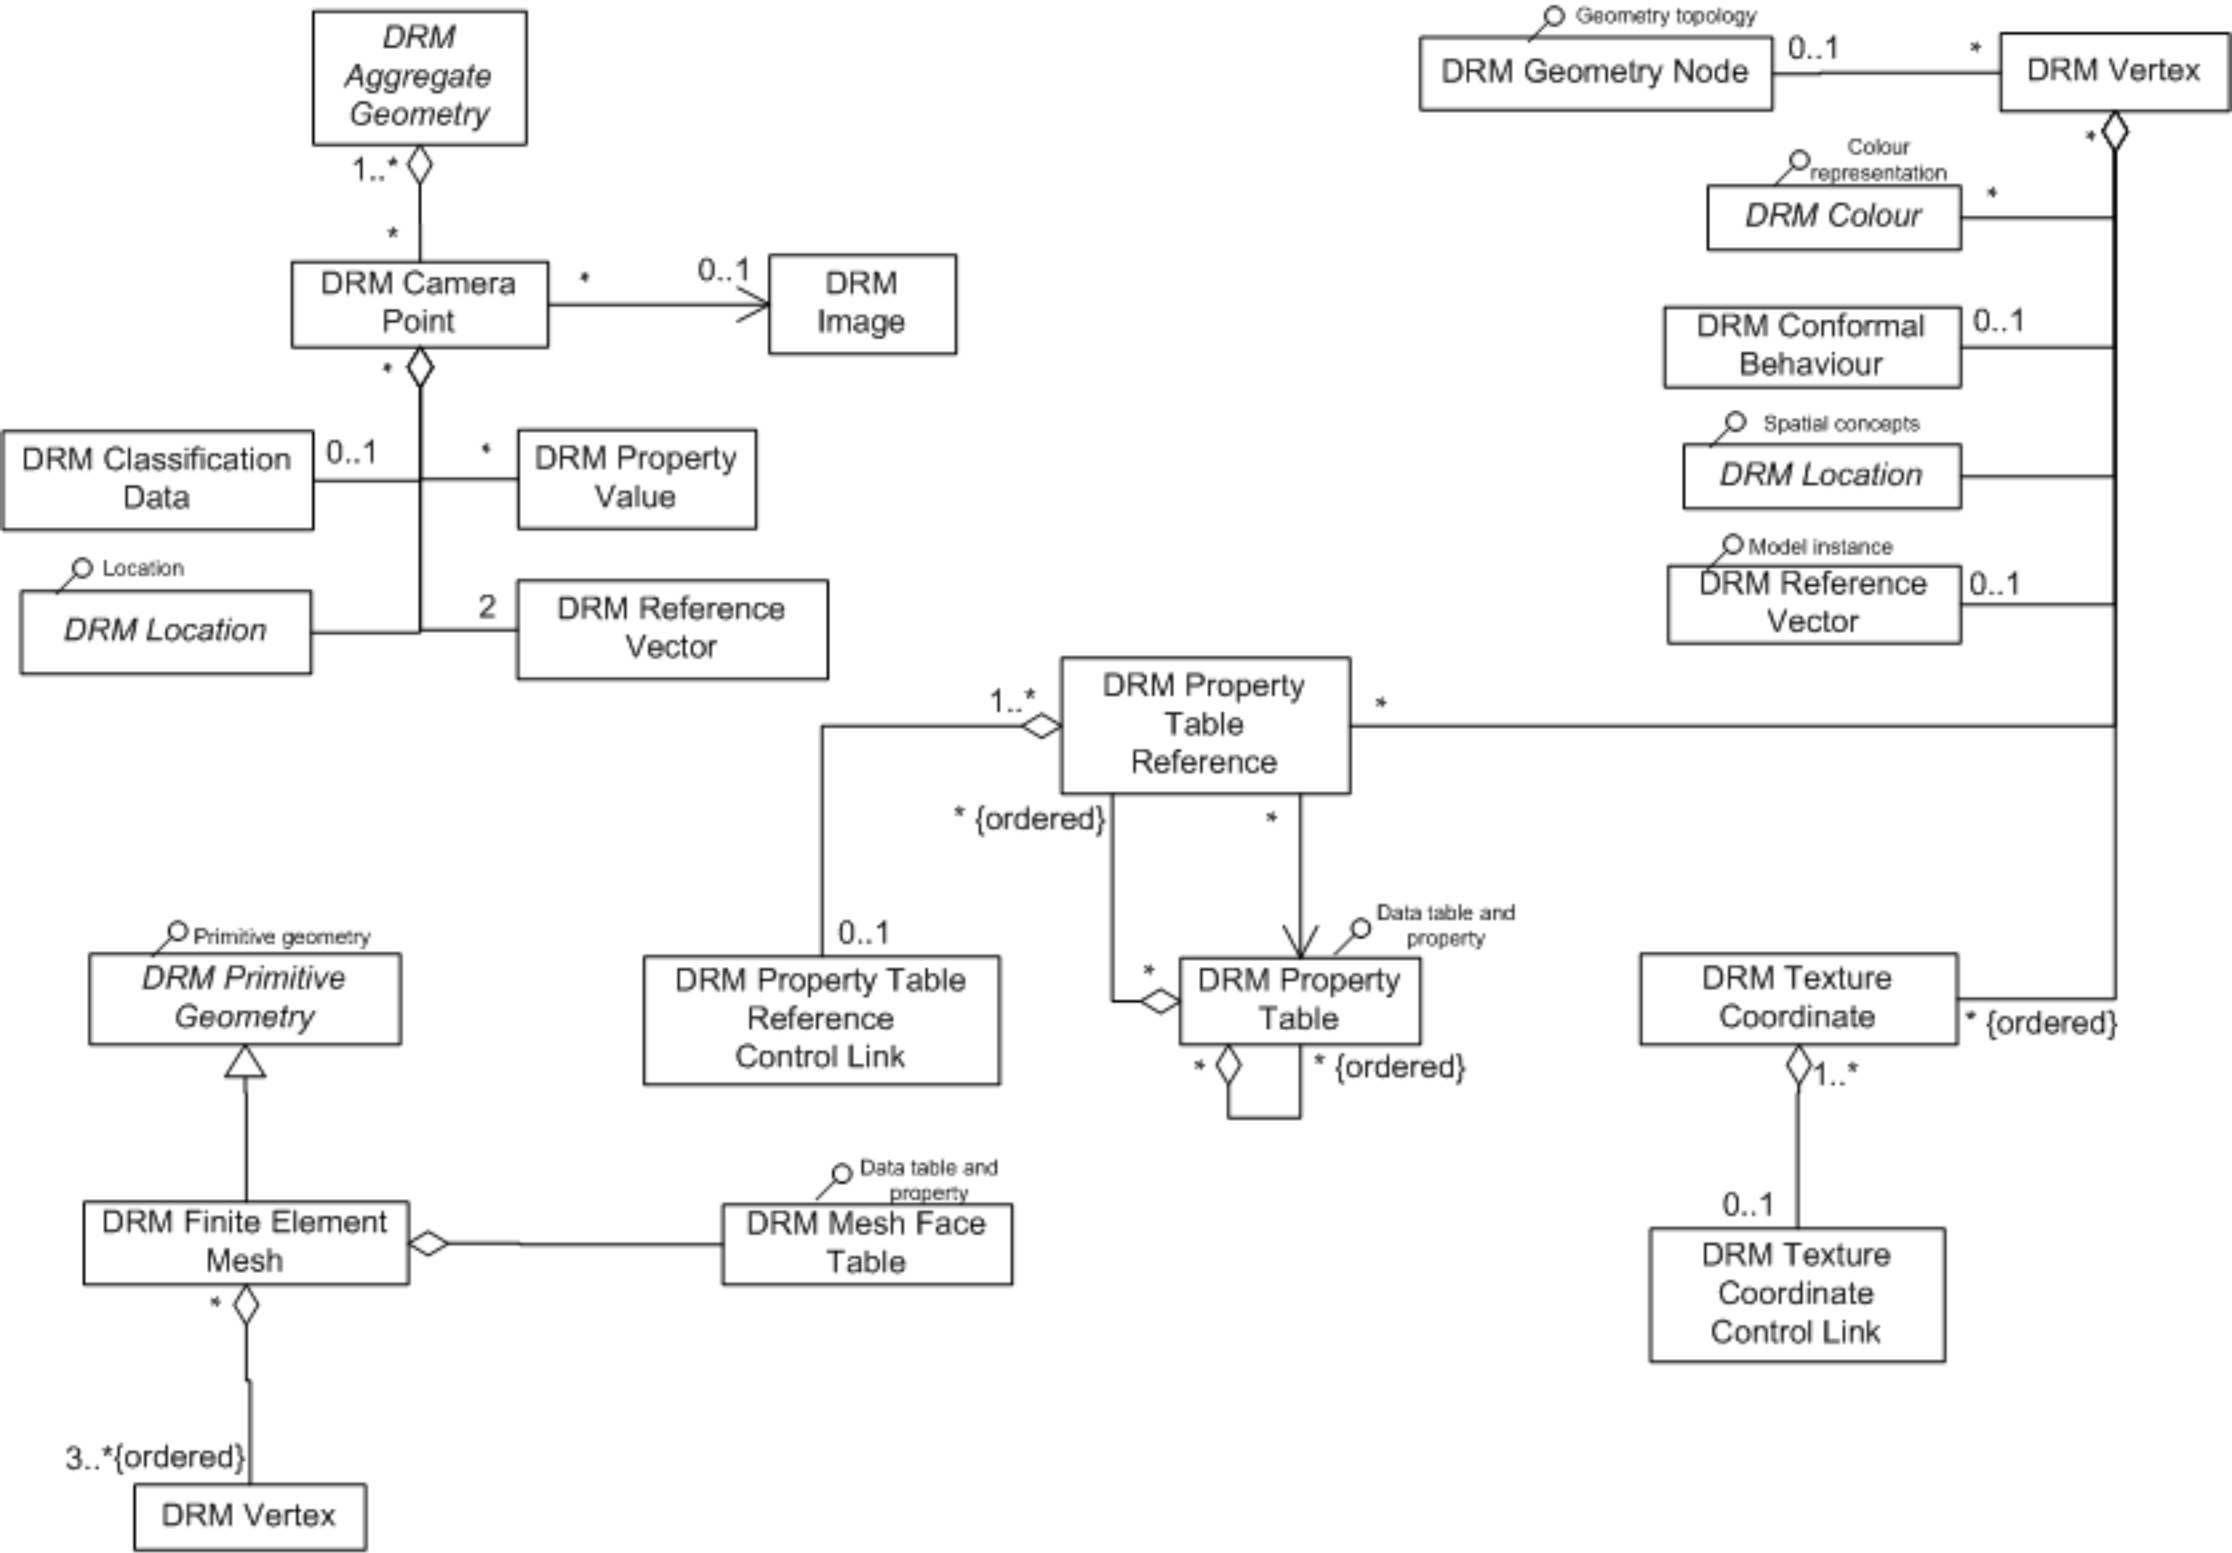 DRM
Aggregate
Geometry
1..*
*
DRM Camera
Point
*
0..1
DRM
Image
*
DRM Classification
Data
0..1
*
DRM Property
Value
Location
DRM Location
2
DRM Reference
Vector
Geometry topology
DRM Geometry Node
0..1
*
DRM Vertex
*
Colour
representation
DRM Colour
*
DRM Conformal
Behaviour
0..1
Spatial concepts
DRM Location
Model instance
DRM Reference
Vector
0..1
1..*
DRM Property
Table
Reference
*
* {ordered}
*
0..1
DRM Property Table
Reference
Control Link
Data table and
property
*
DRM Property
Table
*
* {ordered}
DRM Texture
Coordinate
* {ordered}
1..*
0..1
DRM Texture
Coordinate
Control Link
Primitive geometry
DRM Primitive
Geometry
DRM Finite Element
Mesh
Data table and
property
DRM Mesh Face
Table
*
3..*{ordered}
DRM Vertex